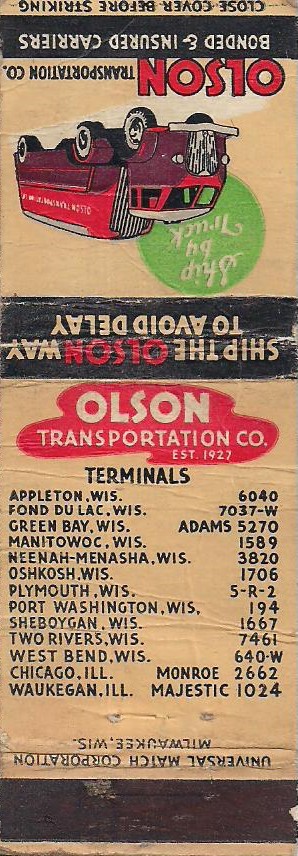 CLOSE COVER BEFORE STRIKING
BONDED & INSURED CARRIERS
OLSON
TRANSPORTATION CO.
OLSON TRANSPORTATION CO.
Ship
by
Truck
SHIP THE OLSON WAY
TO AVOID DELAY
OLSON
TRANSPORTATION CO.
EST. 1927
TERMINALS
APPLETON, WIS. 6040
FOND DU LAC, WIS. 7037-W
GREEN BAY, WIS. ADAMS 5270
MANITOWOC, WIS. 1589
NEENAH-MENASHA, WIS. 3820
OSHKOSH, WIS. 1706
PLYMOUTH, WIS. 5-R-2
PORT WASHINGTON, WIS, 194
SHEBOYGAN, WIS. 1667
TWO RIVERS, WIS. 7461
WEST BEND, WIS. 640-W
CHICAGO, ILL. MONROE 2662
WAUKEGAN, ILL. MAJESTIC 1024
UNIVERSAL MATCH CORPORATION
MILWAUKEE, WIS.